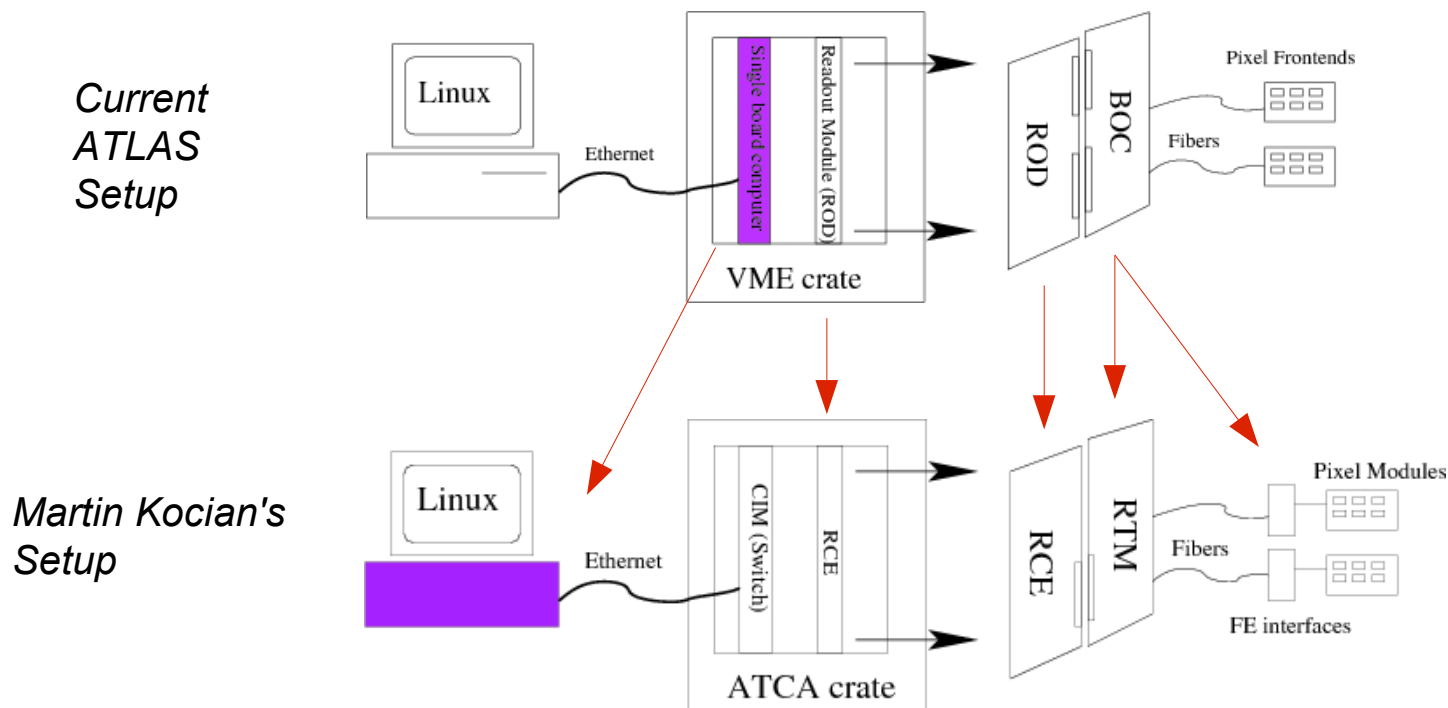 Current
ATLAS
Setup
Linux
Ethernet
Single board computer
Readout Module (ROD)
VME crate
ROD
BOC
Pixel Frontends
Fibers
Martin Kocian's
Setup
Linux
Ethernet
CIM (Switch)
RCE
ATCA crate
RCE
RTM
Pixel Modules
Fibers
FE interfaces